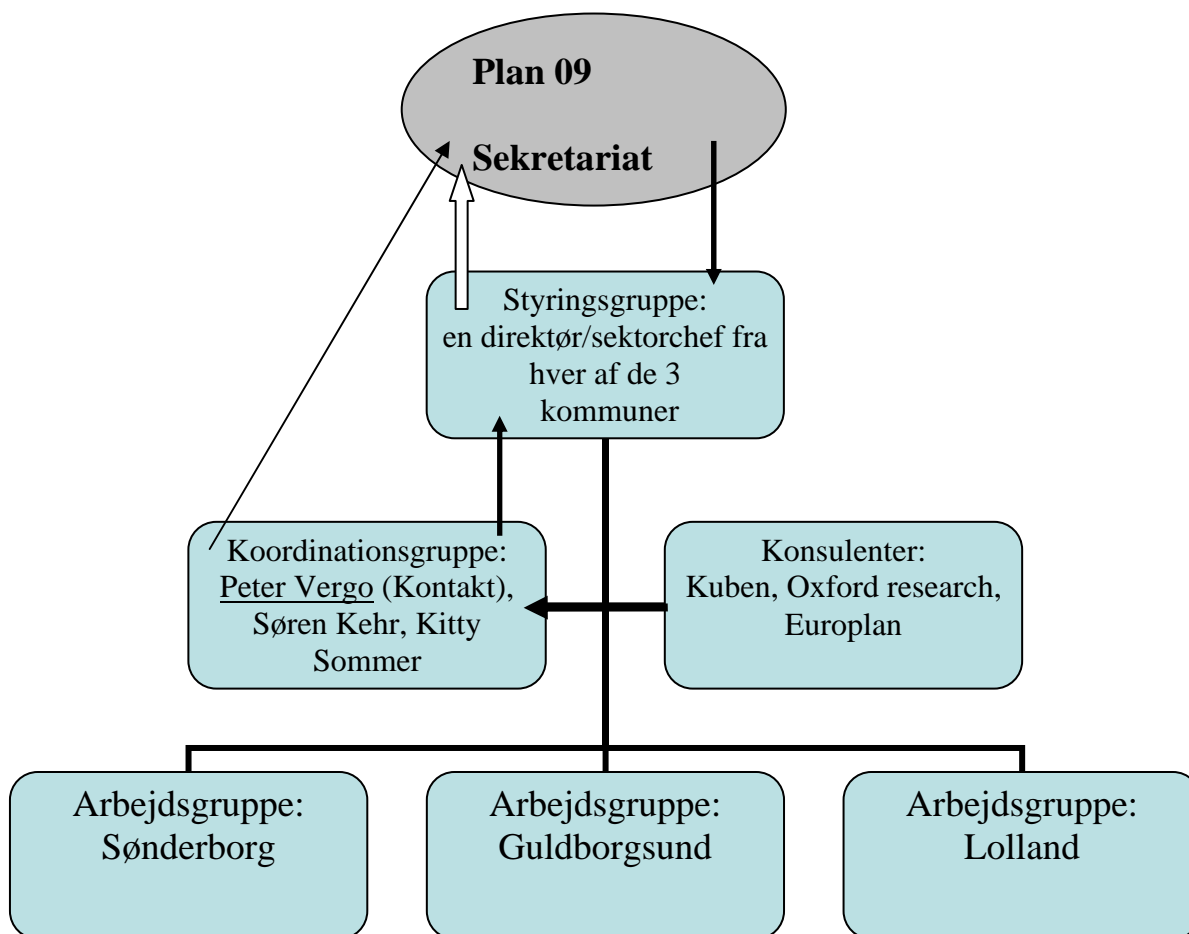 Plan 09
Sekretariat
Styringsgruppe:
en direktør/sektorchef fra
hver af de 3
kommuner
Koordinationsgruppe:
Peter Vergo (Kontakt),
Søren Kehr, Kitty
Sommer
Konsulenter:
Kuben, Oxford research,
Europlan
Arbejdsgruppe:
Sønderborg
Arbejdsgruppe:
Guldborgsund
Arbejdsgruppe:
Lolland